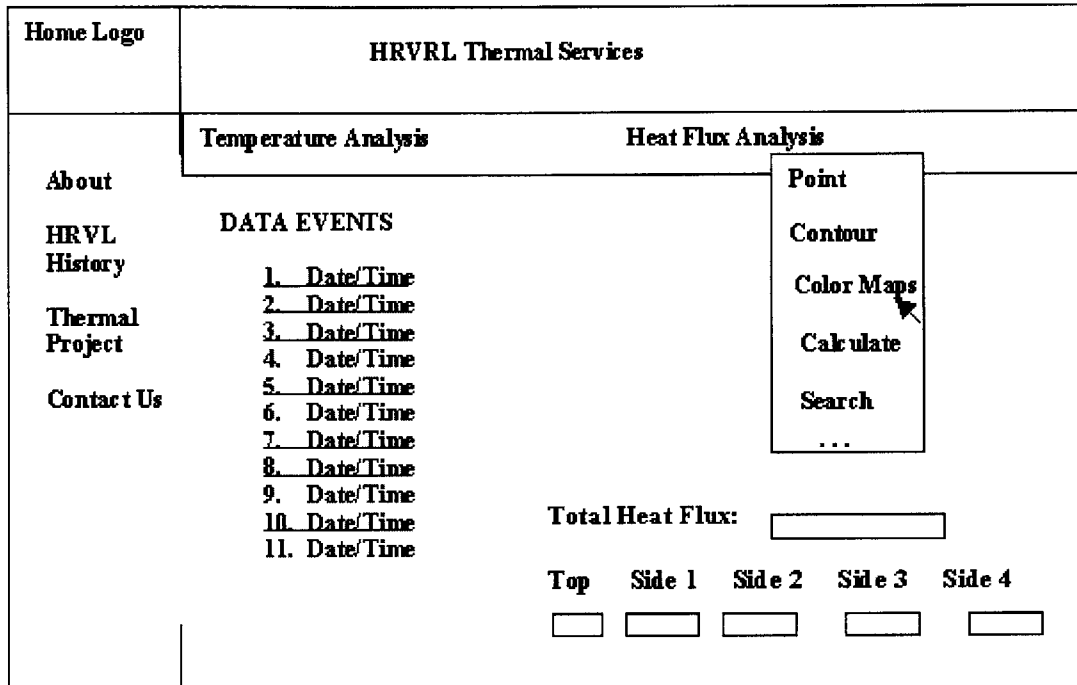 Home Logo
HRVRL Thermal Services
Temperature Analysis
Heat Flux Analysis
About
HRVL
History
Thermal
Project
Contact Us
DATA EVENTS
1. Date/Time
2. Date/Time
3. Date/Time
4. Date/Time
5. Date/Time
6. Date/Time
7. Date/Time
8. Date/Time
9. Date/Time
10. Date/Time
11. Date/Time
Point
Contour
Color Maps
Calculate
Search
...
Total Heat Flux:
Top Side 1 Side 2 Side 3 Side 4